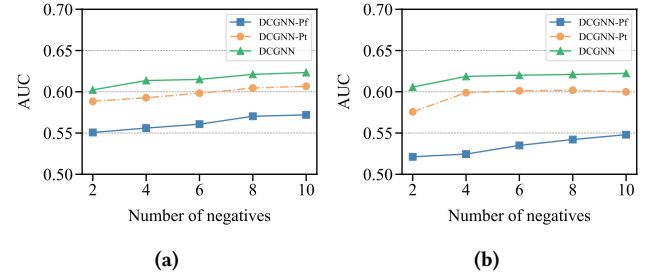 0.70
0.65
0.60
0.55
0.50
AUC
DCGNN-Pf
DCGNN-Pt
DCGNN
2 4 6 8 10
Number of negatives
(a)
0.70
0.65
0.60
0.55
0.50
AUC
DCGNN-Pf
DCGNN-Pt
DCGNN
2 4 6 8 10
Number of negatives
(b)